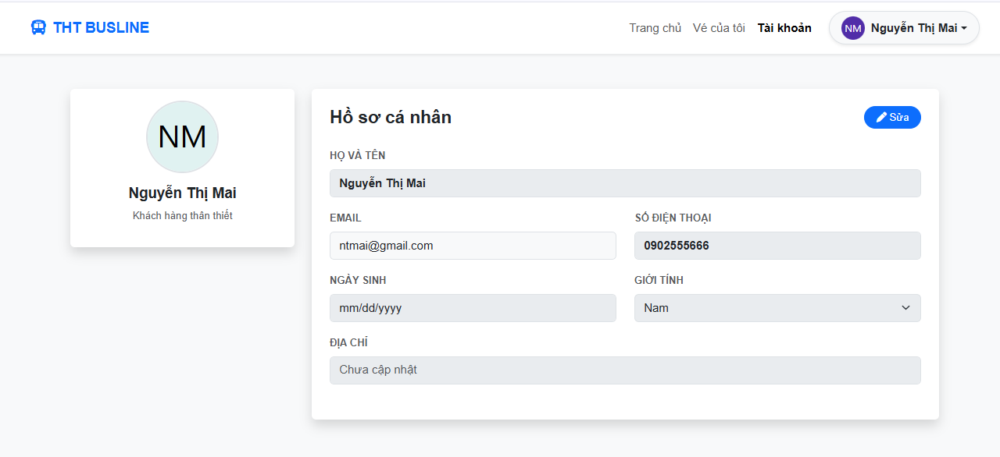 THT BUSLINE
Trang chủ Vé của tôi Tài khoản NM Nguyễn Thị Mai
NM
Nguyễn Thị Mai
Khách hàng thân thiết
Hồ sơ cá nhân
Sửa
HỌ VÀ TÊN
Nguyễn Thị Mai
EMAIL
ntmai@gmail.com
SỐ ĐIỆN THOẠI
0902555666
NGÀY SINH
mm/dd/yyyy
GIỚI TÍNH
Nam
ĐỊA CHỈ
Chưa cập nhật